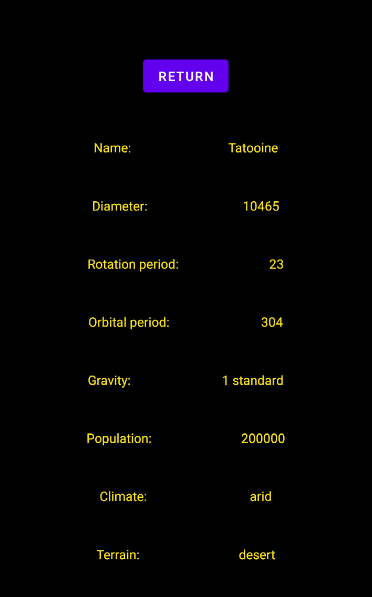 RETURN
Name: Tatooine
Diameter: 10465
Rotation period: 23
Orbital period: 304
Gravity: 1 standard
Population: 200000
Climate: arid
Terrain: desert